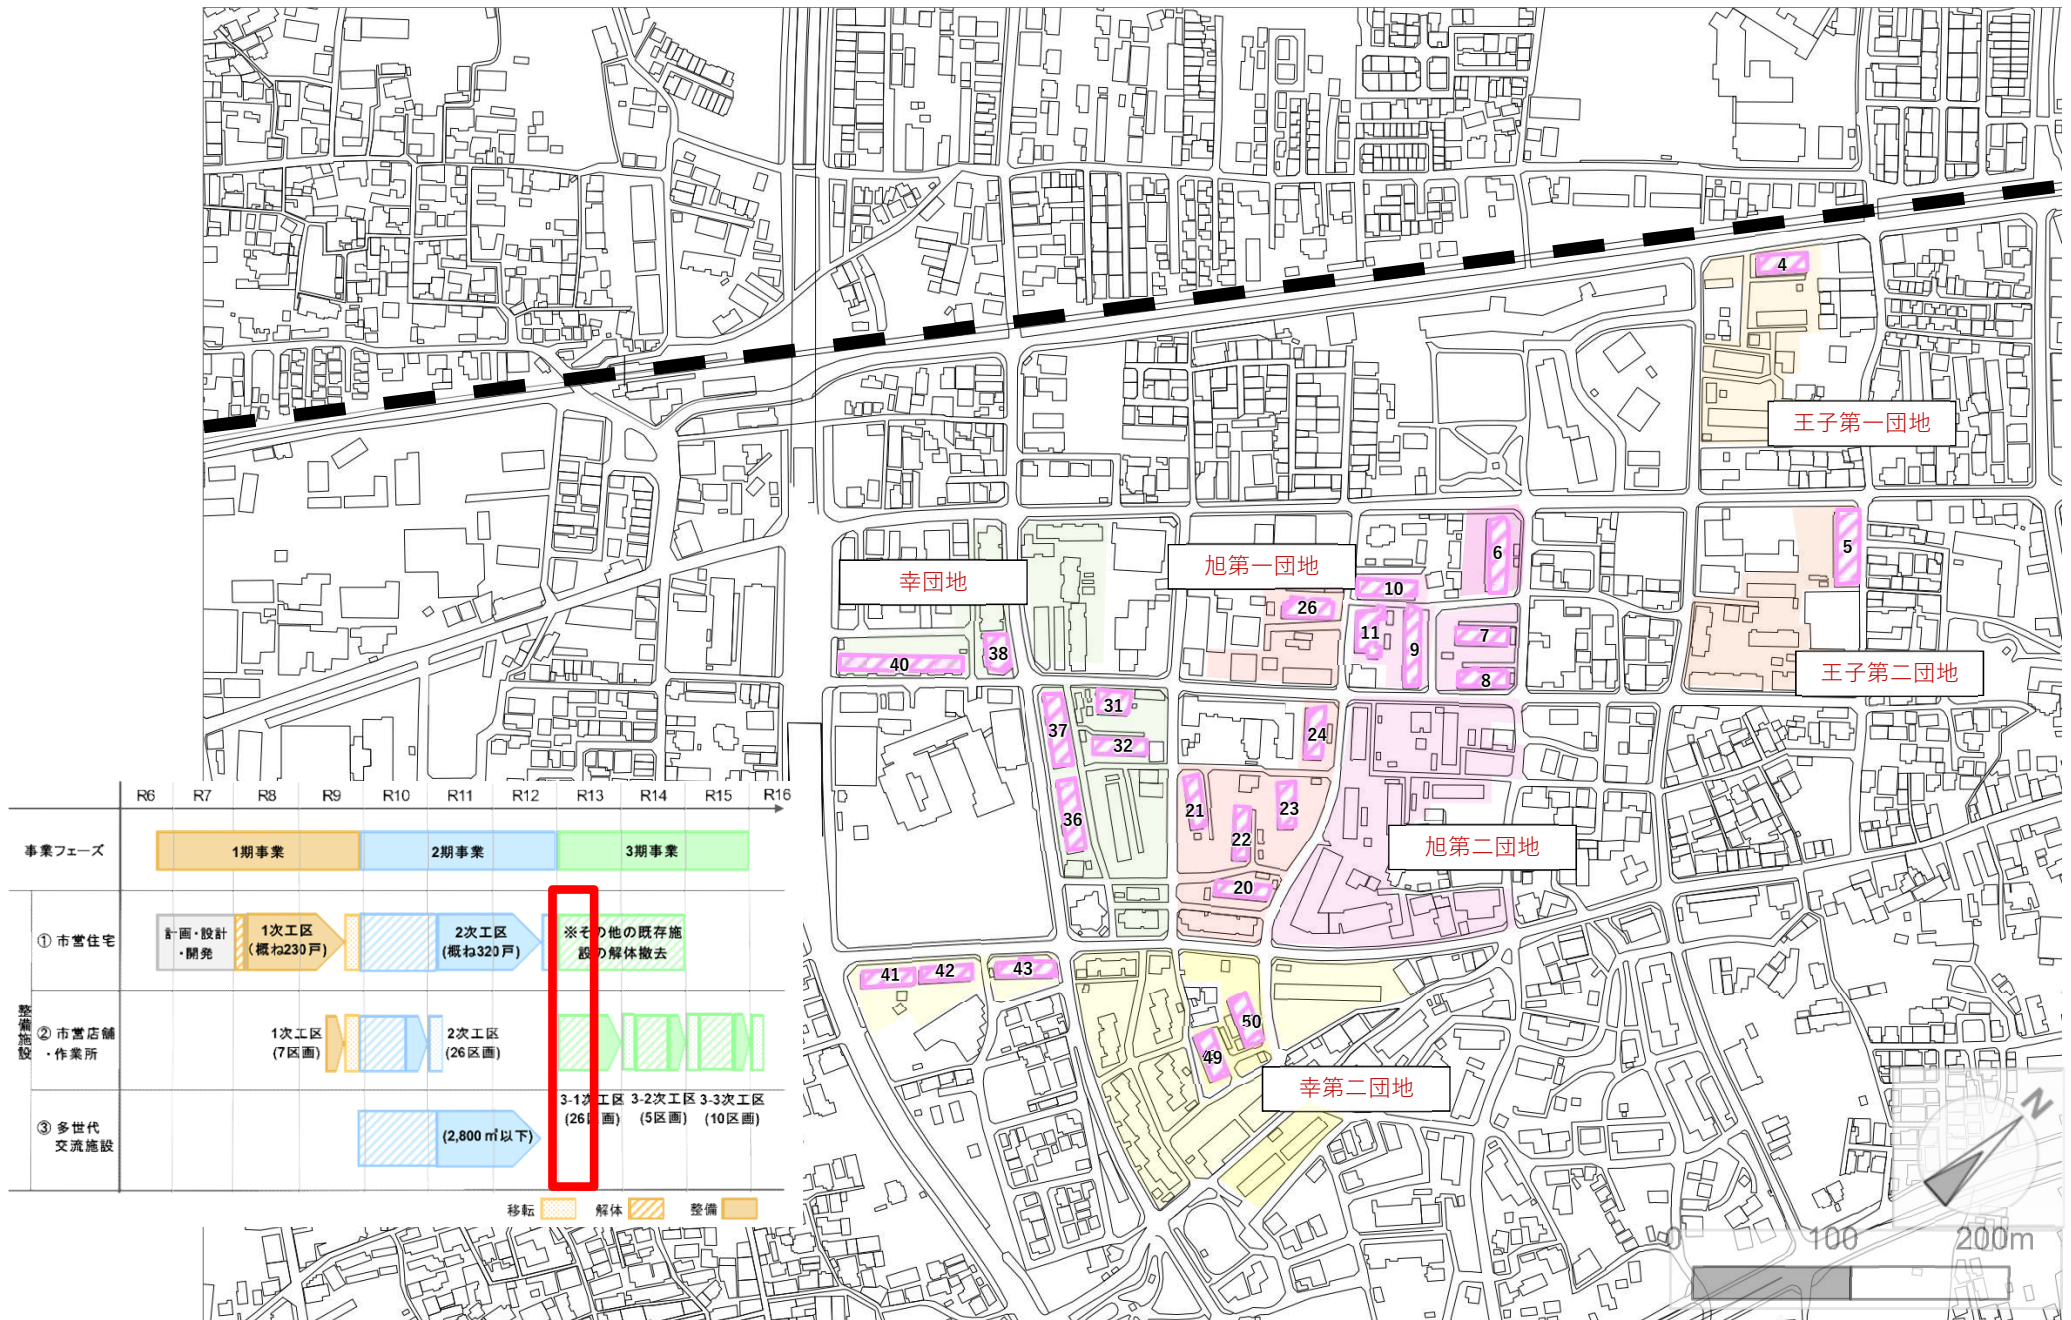 4
王子第一団地
5
6
旭第一団地
10
幸団地
26
11
9
7
8
38
40
王子第二団地
31
37
32
24
21
23
36
22
旭第二団地
20
41
42
43
50
49
幸第二団地
R6 R7 R8 R9 R10 R11 R12 R13 R14 R15 R16
事業フェーズ
1期事業
2期事業
3期事業
整備施設
① 市営住宅
計画・設計
・開発
1次工区
(概ね230戸)
2次工区
(概ね320戸)
※その他の既存施
設の解体撤去
② 市営店舗
・作業所
1次工区
(7区画)
2次工区
(26区画)
3-1次工区
(26区画)
3-2次工区
(5区画)
3-3次工区
(10区画)
③ 多世代
交流施設
(2,800㎡以下)
移転
解体
整備
N
0 100 200m